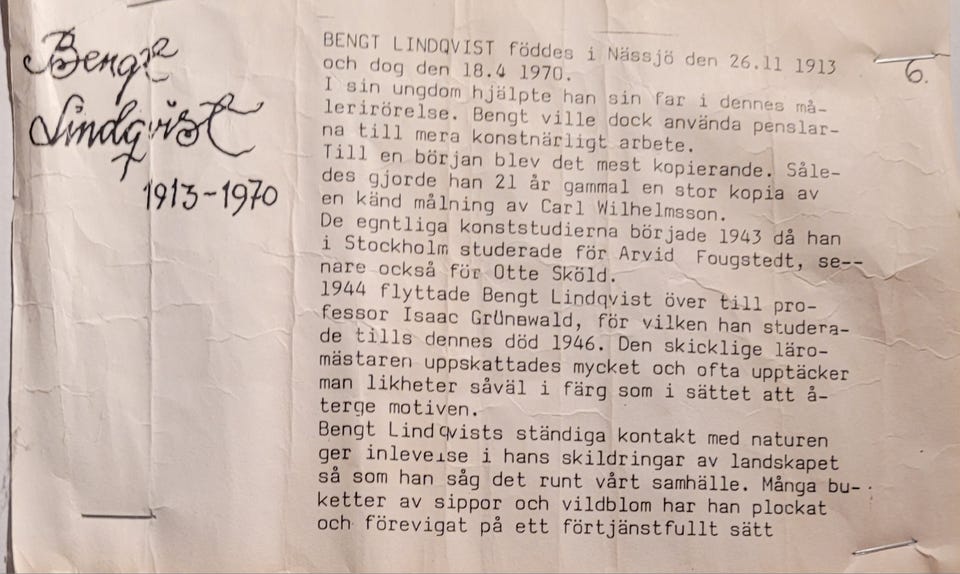 Bengt
Lindqvist
1913-1970
6.
BENGT LINDQVIST föddes i Nässjö den 26.11 1913
och dog den 18.4 1970.
I sin ungdom hjälpte han sin far i dennes må-
lerirörelse. Bengt ville dock använda penslar-
na till mera konstnärligt arbete.
Till en början blev det mest kopierande. Såle-
des gjorde han 21 år gammal en stor kopia av
en känd målning av Carl Wilhelmsson.
De egntliga konststudierna började 1943 då han
i Stockholm studerade för Arvid Fougstedt, se--
nare också för Otte Sköld.
1944 flyttade Bengt Lindqvist över till pro-
fessor Isaac Grünewald, för vilken han studera-
de tills dennes död 1946. Den skicklige läro-
mästaren uppskattades mycket och ofta upptäcker
man likheter såväl i färg som i sättet att å-
terge motiven.
Bengt Lindqvists ständiga kontakt med naturen
ger inlevelse i hans skildringar av landskapet
så som han såg det runt vårt samhälle. Många bu-
ketter av sippor och vildblom har han plockat
och förevigat på ett förtjänstfullt sätt